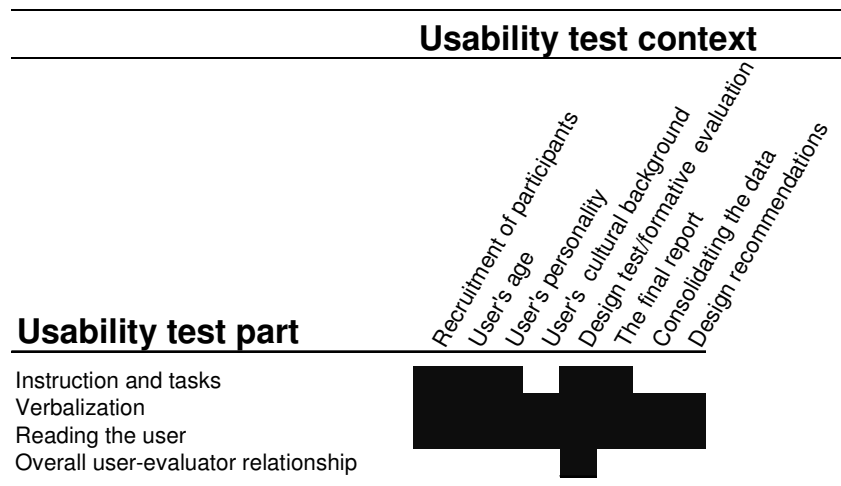 Usability test context
Recruitment of participants
User's age
User's personality
User's cultural background
Design test/formative evaluation
The final report
Consolidating the data
Design recommendations
Usability test part
Instruction and tasks
Verbalization
Reading the user
Overall user-evaluator relationship